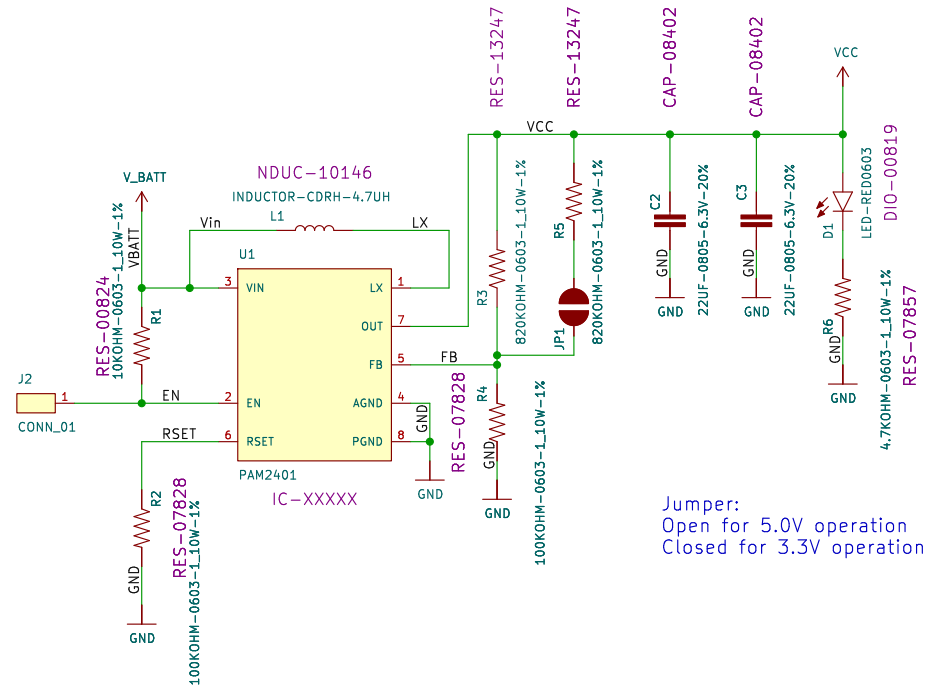 RES-13247
RES-13247
CAP-08402
CAP-08402
VCC
VCC
DIO-00819
NDUC-10146
INDUCTOR-CDRH-4.7UH
L1
Vin
LX
V_BATT
VBATT
U1
RES-00824
10KOHM-0603-1_10W-1%
R1
3
VIN
LX
1
OUT
7
FB
5
FB
2
EN
EN
AGND
4
GND
6
RSET
RSET
PGND
8
GND
J2
1
CONN_01
PAM2401
IC-XXXXX
R2
RES-07828
100KOHM-0603-1_10W-1%
GND
GND
R3
820KOHM-0603-1_10W-1%
R5
820KOHM-0603-1_10W-1%
JP1
RES-07828
R4
GND
GND
100KOHM-0603-1_10W-1%
C2
22UF-0805-6.3V-20%
GND
GND
C3
22UF-0805-6.3V-20%
GND
GND
D1
LED-RED0603
R6
GND
GND
4.7KOHM-0603-1_10W-1%
RES-07857
Jumper:
Open for 5.0V operation
Closed for 3.3V operation